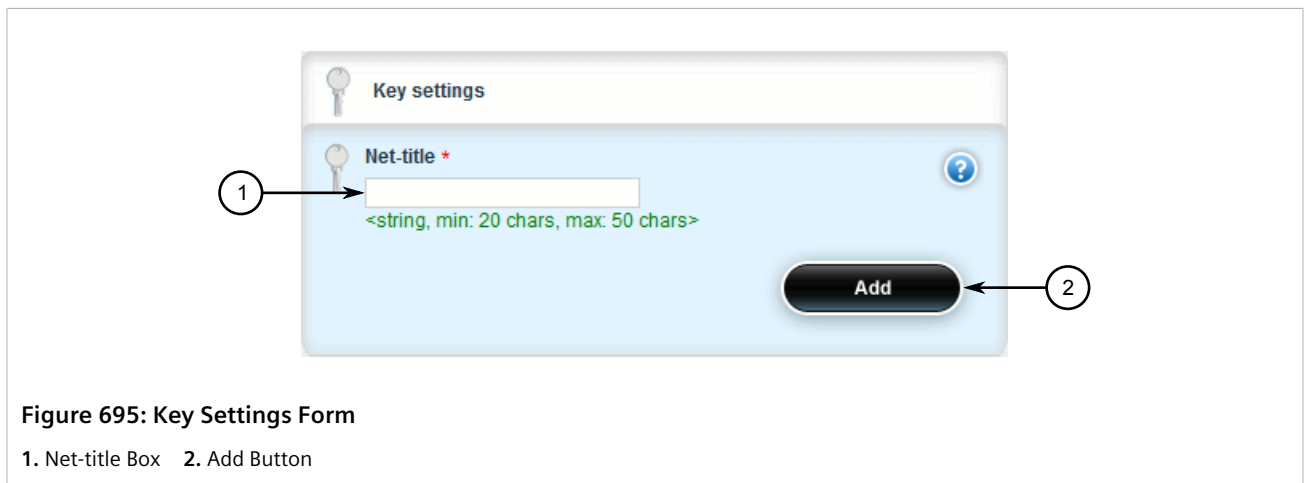 Key settings
Net-title *
?
1
<string, min: 20 chars, max: 50 chars>
Add
2
Figure 695: Key Settings Form
1. Net-title Box 2. Add Button